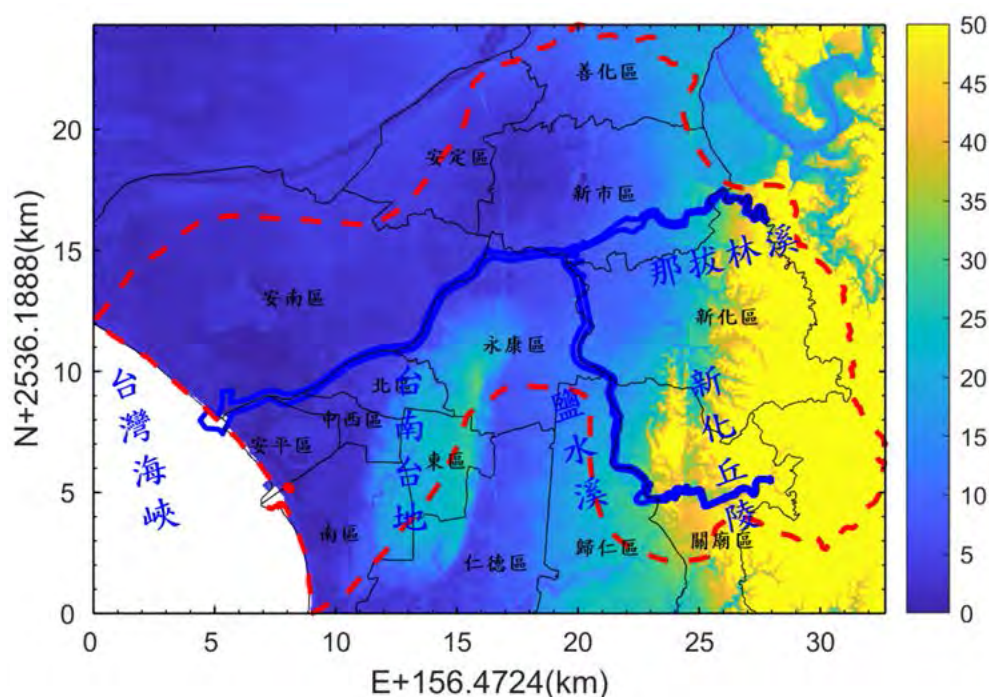 50
45
40
35
30
25
20
15
10
5
0
20
15
10
5
0
N+2536.1888(km)
0 5 10 15 20 25 30
E+156.4724(km)
善化區
安定區
新市區
那拔林溪
安南區
新化區
永康區
台灣海峽
北區
台南台地
鹽水溪
新化丘陵
中西區
安平區
東區
南區
仁德區
歸仁區
關廟區